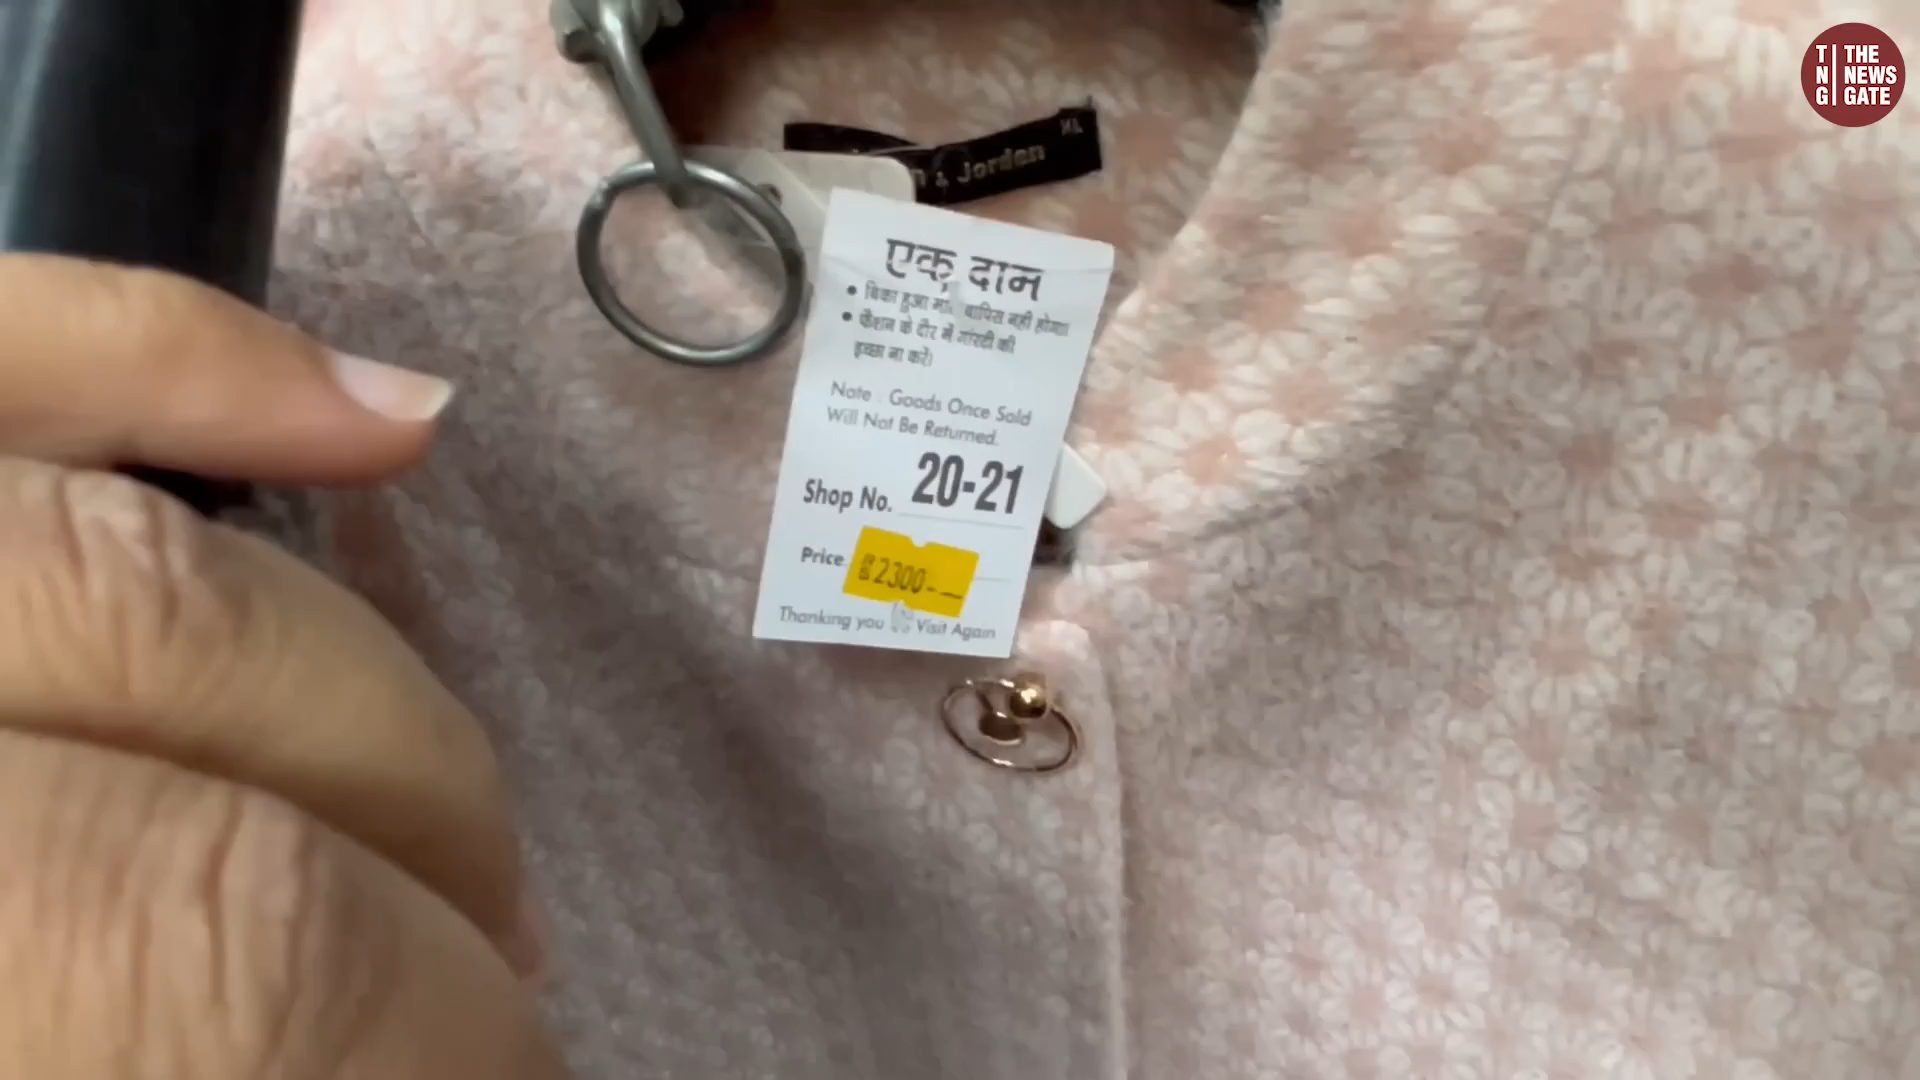 T| THE
N| NEWS
G| GATE
XL
& Jorden
एक दाम
• बिका हुआ माल वापिस नही होगा।
• फैशन के दौर में गारंटी की
इच्छा ना करें।
Note : Goods Once Sold
Will Not Be Returned.
Shop No. 20-21
Price 2300-
Thanking you Visit Again